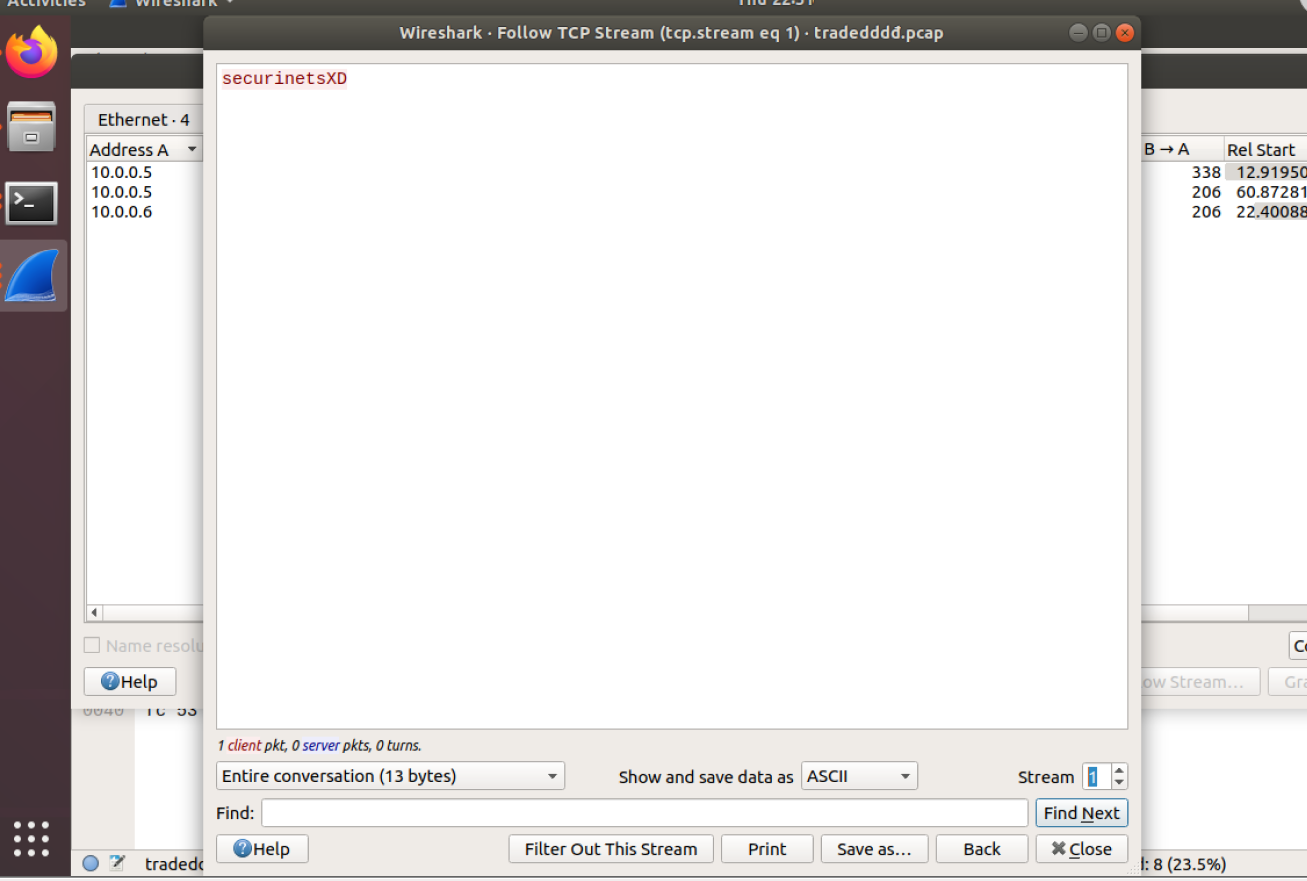 Activities Wireshark Thu 22:51
Wireshark · Follow TCP Stream (tcp.stream eq 1) · tradedddd.pcap
securinetsXD
Ethernet · 4
Address A B → A Rel Start
10.0.0.5 338 12.91950
10.0.0.5 206 60.87281
10.0.0.6 206 22.40088
Name resolu
Help ow Stream… Gra
0040 53
1 client pkt, 0 server pkts, 0 turns.
Entire conversation (13 bytes) Show and save data as ASCII Stream 1
Find: Find Next
Help Filter Out This Stream Print Save as… Back Close
tradedd d: 8 (23.5%)